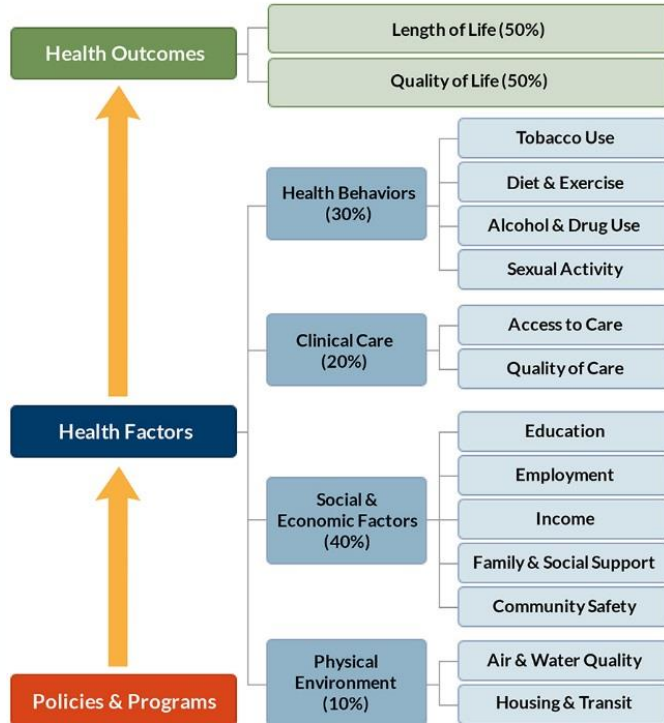 Health Outcomes
Length of Life (50%)
Quality of Life (50%)
Health Behaviors
(30%)
Tobacco Use
Diet & Exercise
Alcohol & Drug Use
Sexual Activity
Clinical Care
(20%)
Access to Care
Quality of Care
Health Factors
Social &
Economic Factors
(40%)
Education
Employment
Income
Family & Social Support
Community Safety
Physical
Environment
(10%)
Air & Water Quality
Housing & Transit
Policies & Programs